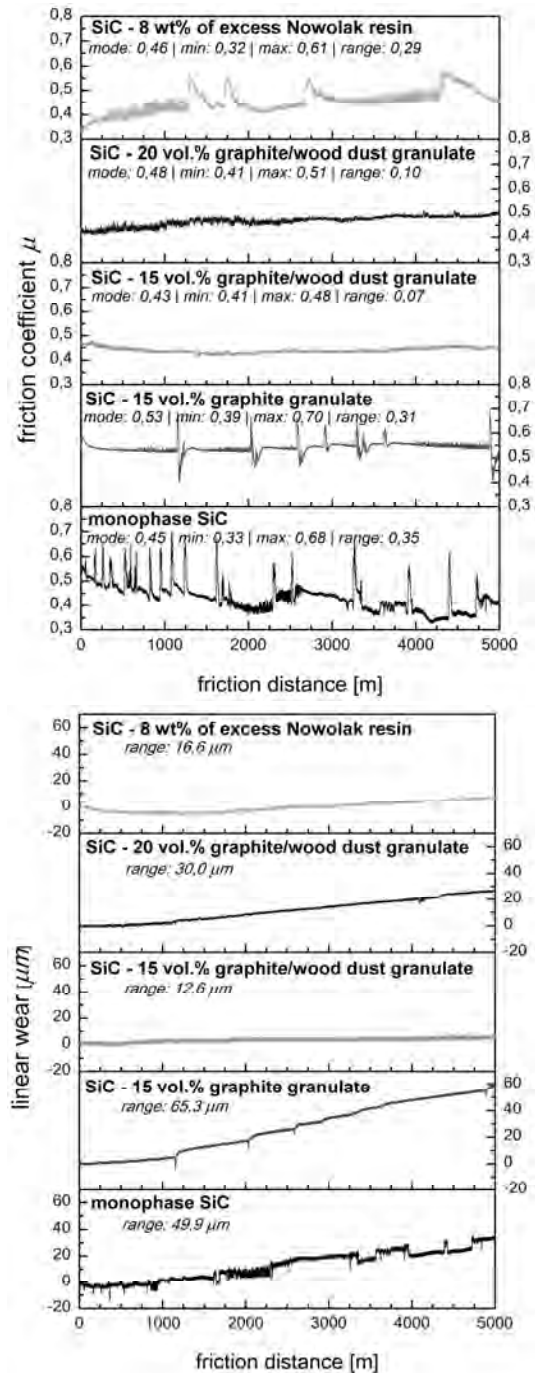 0,8
SiC - 8 wt% of excess Nowolak resin
mode: 0,46 | min: 0,32 | max: 0,61 | range: 0,29
0,7
0,6
0,5
0,4
0,3
0,8
SiC - 20 vol.% graphite/wood dust granulate
mode: 0,48 | min: 0,41 | max: 0,51 | range: 0,10
0,7
0,6
0,5
0,4
0,3
0,8
SiC - 15 vol.% graphite/wood dust granulate
mode: 0,43 | min: 0,41 | max: 0,48 | range: 0,07
0,7
0,6
0,5
0,4
0,3
0,8
SiC - 15 vol.% graphite granulate
mode: 0,53 | min: 0,39 | max: 0,70 | range: 0,31
0,7
0,6
0,5
0,4
0,3
0,8
monophase SiC
mode: 0,45 | min: 0,33 | max: 0,68 | range: 0,35
0,7
0,6
0,5
0,4
0,3
0 1000 2000 3000 4000 5000
friction coefficient μ
friction distance [m]
60
SiC - 8 wt% of excess Nowolak resin
range: 16,6 μm
40
20
0
-20
SiC - 20 vol.% graphite/wood dust granulate
range: 30,0 μm
60
40
20
0
-20
60
SiC - 15 vol.% graphite/wood dust granulate
range: 12,6 μm
40
20
0
-20
SiC - 15 vol.% graphite granulate
range: 65,3 μm
60
40
20
0
-20
60
monophase SiC
range: 49,9 μm
40
20
0
-20
0 1000 2000 3000 4000 5000
linear wear [μm]
friction distance [m]